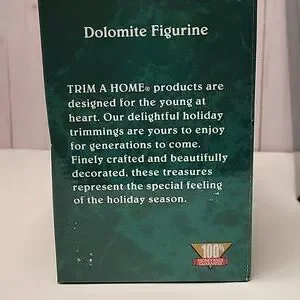 Dolomite Figurine
TRIM A HOME® products are
designed for the young at
heart. Our delightful holiday
trimmings are yours to enjoy
for generations to come.
Finely crafted and beautifully
decorated, these treasures
represent the special feeling
of the holiday season.
100%